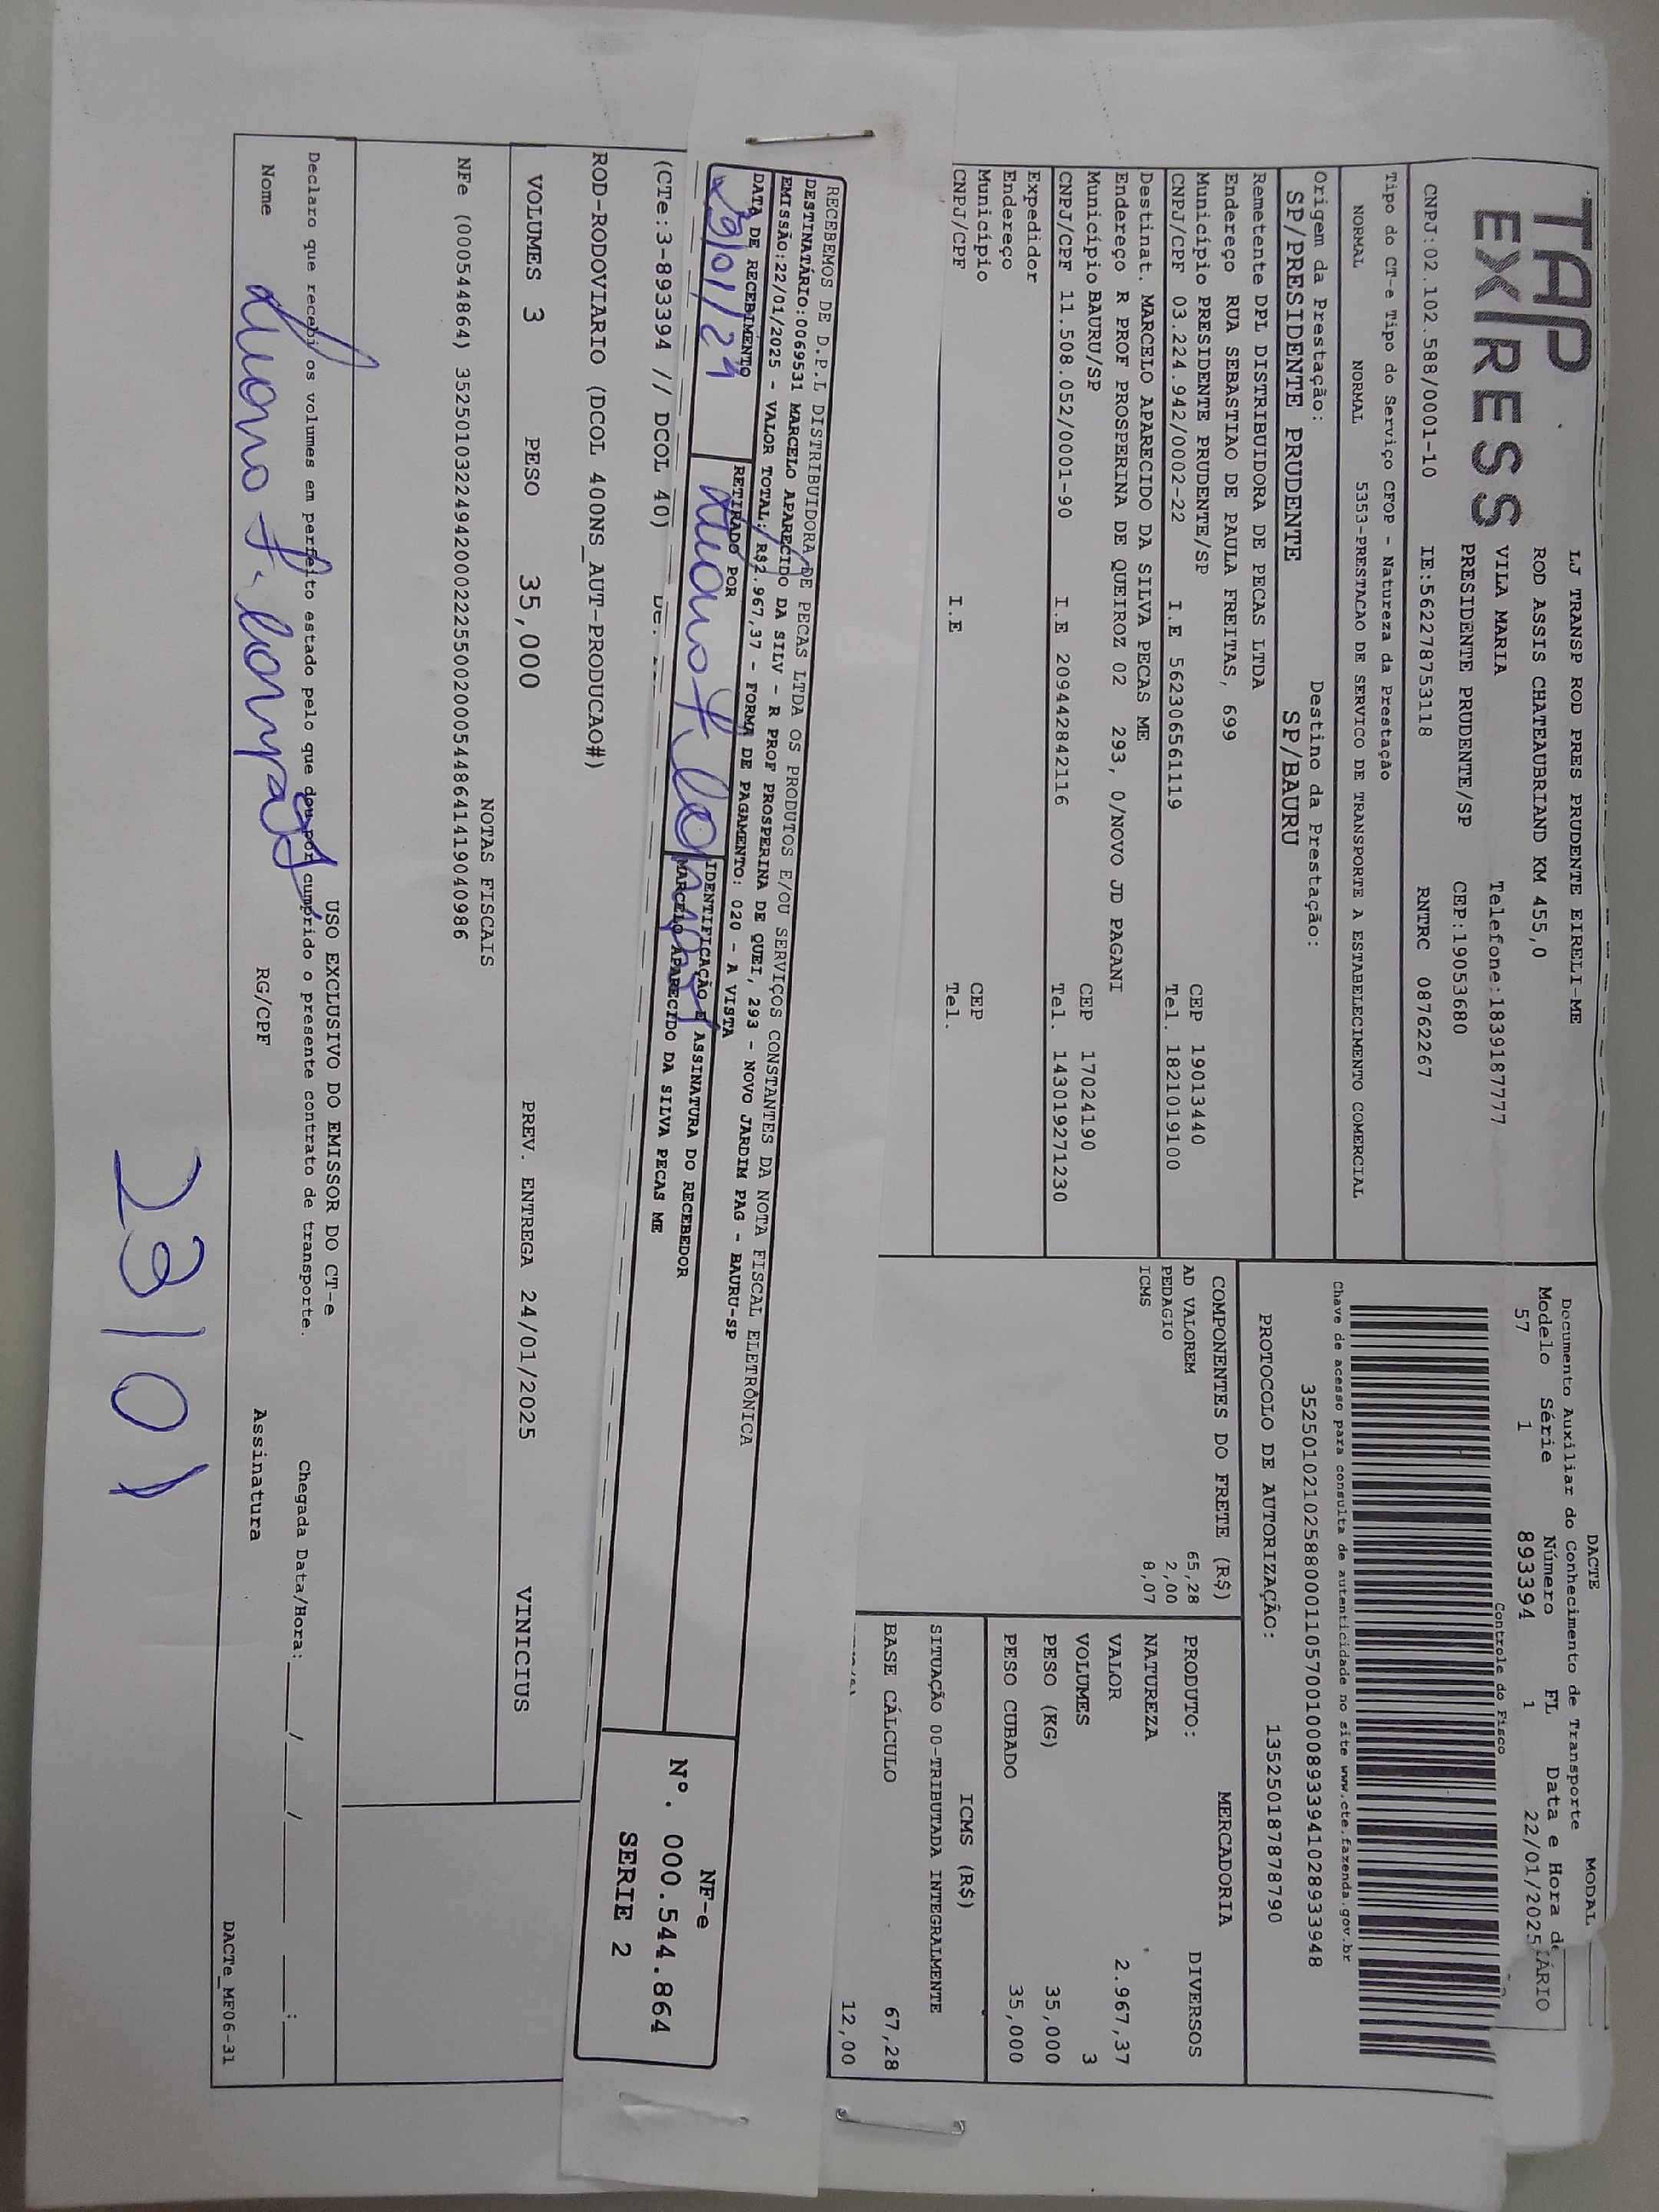 TAP EXPRESS
LJ TRANSP ROD PRES PRUDENTE EIRELI-ME
ROD ASSIS CHATEAUBRIAND KM 455,0
VILA MARIA Telefone:1839187777
PRESIDENTE PRUDENTE/SP CEP:19053680
CNPJ:02.102.588/0001-10 IE:562278753118 RNTRC 08762267
Tipo do CT-e Tipo do Serviço CFOP - Natureza da Prestação
NORMAL NORMAL 5353-PRESTACAO DE SERVICO DE TRANSPORTE A ESTABELECIMENTO COMERCIAL
Origem da Prestação: Destino da Prestação:
SP/PRESIDENTE PRUDENTE SP/BAURU
Remetente DPL DISTRIBUIDORA DE PECAS LTDA
Endereço RUA SEBASTIAO DE PAULA FREITAS, 699
Município PRESIDENTE PRUDENTE/SP CEP 19013440
CNPJ/CPF 03.224.942/0002-22 I.E 562306561119 Tel. 1821019100
Destinat. MARCELO APARECIDO DA SILVA PECAS ME
Endereço R PROF PROSPERINA DE QUEIROZ 02 293, 0/NOVO JD PAGANI
Município BAURU/SP CEP 17024190
CNPJ/CPF 11.508.052/0001-90 I.E 209442842116 Tel. 143019271230
Expedidor
Endereço
Município CEP
CNPJ/CPF I.E Tel.
DACTE MODAL
Documento Auxiliar do Conhecimento de Transporte
Modelo Série Número FL Data e Hora
57 1 893394 1 22/01/2025
Controle do Fisco
Chave de acesso para consulta de autenticidade no site www.cte.fazenda.gov.br
35250102102588000110570010008933941028933948
PROTOCOLO DE AUTORIZAÇÃO: 135250187878790
COMPONENTES DO FRETE (R$)
AD VALOREM 65,28
PEDAGIO 2,00
ICMS 8,07
MERCADORIA
PRODUTO: DIVERSOS
NATUREZA
VALOR 2.967,37
VOLUMES 3
PESO (KG) 35,000
PESO CUBADO 35,000
ICMS (R$)
SITUAÇÃO 00-TRIBUTADA INTEGRALMENTE
BASE CÁLCULO 67,28
12,00
RECEBEMOS DE D.P.L DISTRIBUIDORA DE PECAS LTDA OS PRODUTOS E/OU SERVIÇOS CONSTANTES DA NOTA FISCAL ELETRÔNICA
DESTINATÁRIO:0069531 MARCELO APARECIDO DA SILV - R PROF PROSPERINA DE QUEI, 293 - NOVO JARDIM PAG - BAURU-SP
EMISSÃO:22/01/2025 - VALOR TOTAL: R$2.967,37 - FORMA DE PAGAMENTO: 020 - A VISTA
DATA DE RECEBIMENTO RETIRADO POR IDENTIFICAÇÃO E ASSINATURA DO RECEBEDOR
MARCELO APARECIDO DA SILVA PECAS ME
NF-e
Nº. 000.544.864
SERIE 2
(CTe:3-893394 // DCOL 40)
ROD-RODOVIARIO (DCOL 400NS_AUT-PRODUCAO#)
VOLUMES 3 PESO 35,000 PREV. ENTREGA 24/01/2025 VINICIUS
NOTAS FISCAIS
NFe (000544864) 35250103224942000222550020005448641419040986
USO EXCLUSIVO DO EMISSOR DO CT-e
Declaro que recebi os volumes em perfeito estado pelo que dou por cumprido o presente contrato de transporte. Chegada Data/Hora:____/____/______ ___:___
Nome RG/CPF Assinatura
DACTe_MF06-31
23/01